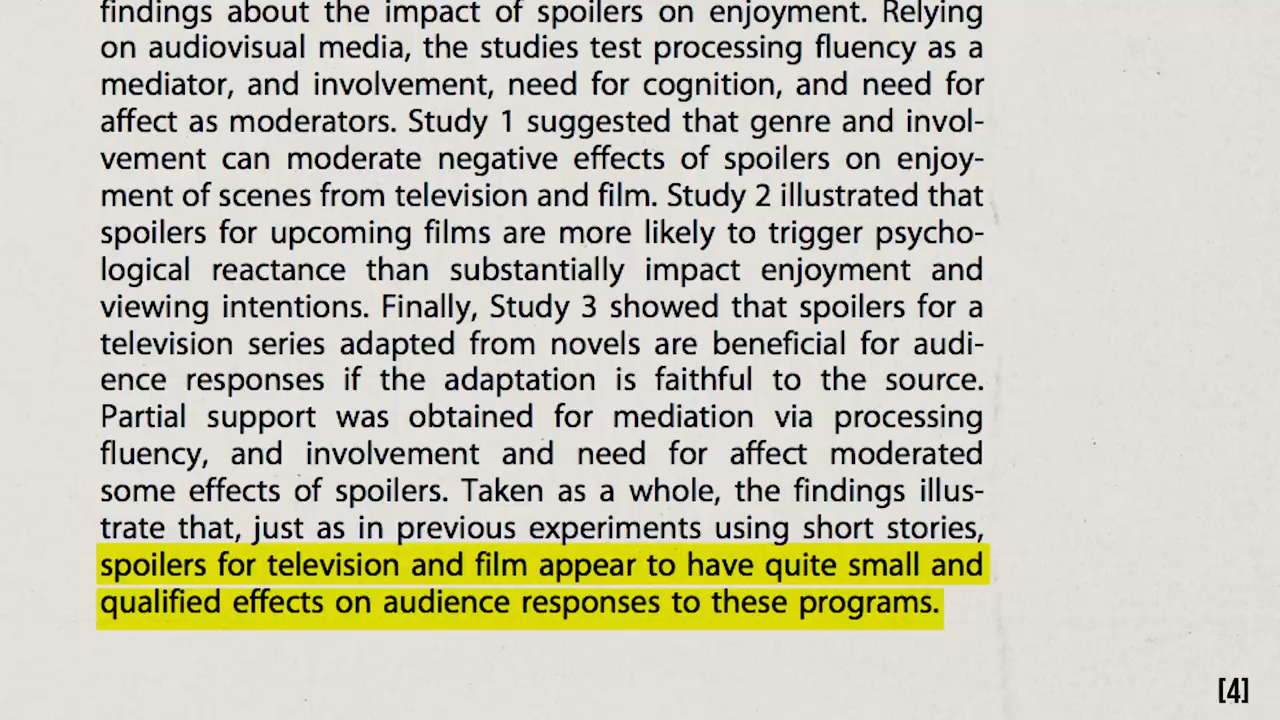 findings about the impact of spoilers on enjoyment. Relying
on audiovisual media, the studies test processing fluency as a
mediator, and involvement, need for cognition, and need for
affect as moderators. Study 1 suggested that genre and invol-
vement can moderate negative effects of spoilers on enjoy-
ment of scenes from television and film. Study 2 illustrated that
spoilers for upcoming films are more likely to trigger psycho-
logical reactance than substantially impact enjoyment and
viewing intentions. Finally, Study 3 showed that spoilers for a
television series adapted from novels are beneficial for audi-
ence responses if the adaptation is faithful to the source.
Partial support was obtained for mediation via processing
fluency, and involvement and need for affect moderated
some effects of spoilers. Taken as a whole, the findings illus-
trate that, just as in previous experiments using short stories,
spoilers for television and film appear to have quite small and
qualified effects on audience responses to these programs.
[4]